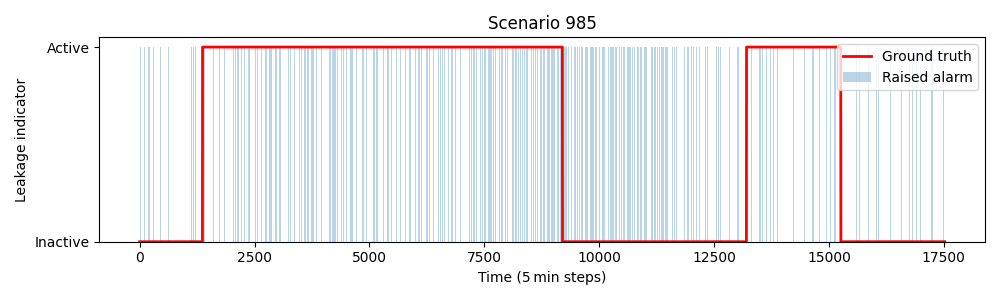 Scenario 985
Active
Ground truth
Raised alarm
Leakage indicator
Inactive
0 2500 5000 7500 10000 12500 15000 17500
Time (5 min steps)